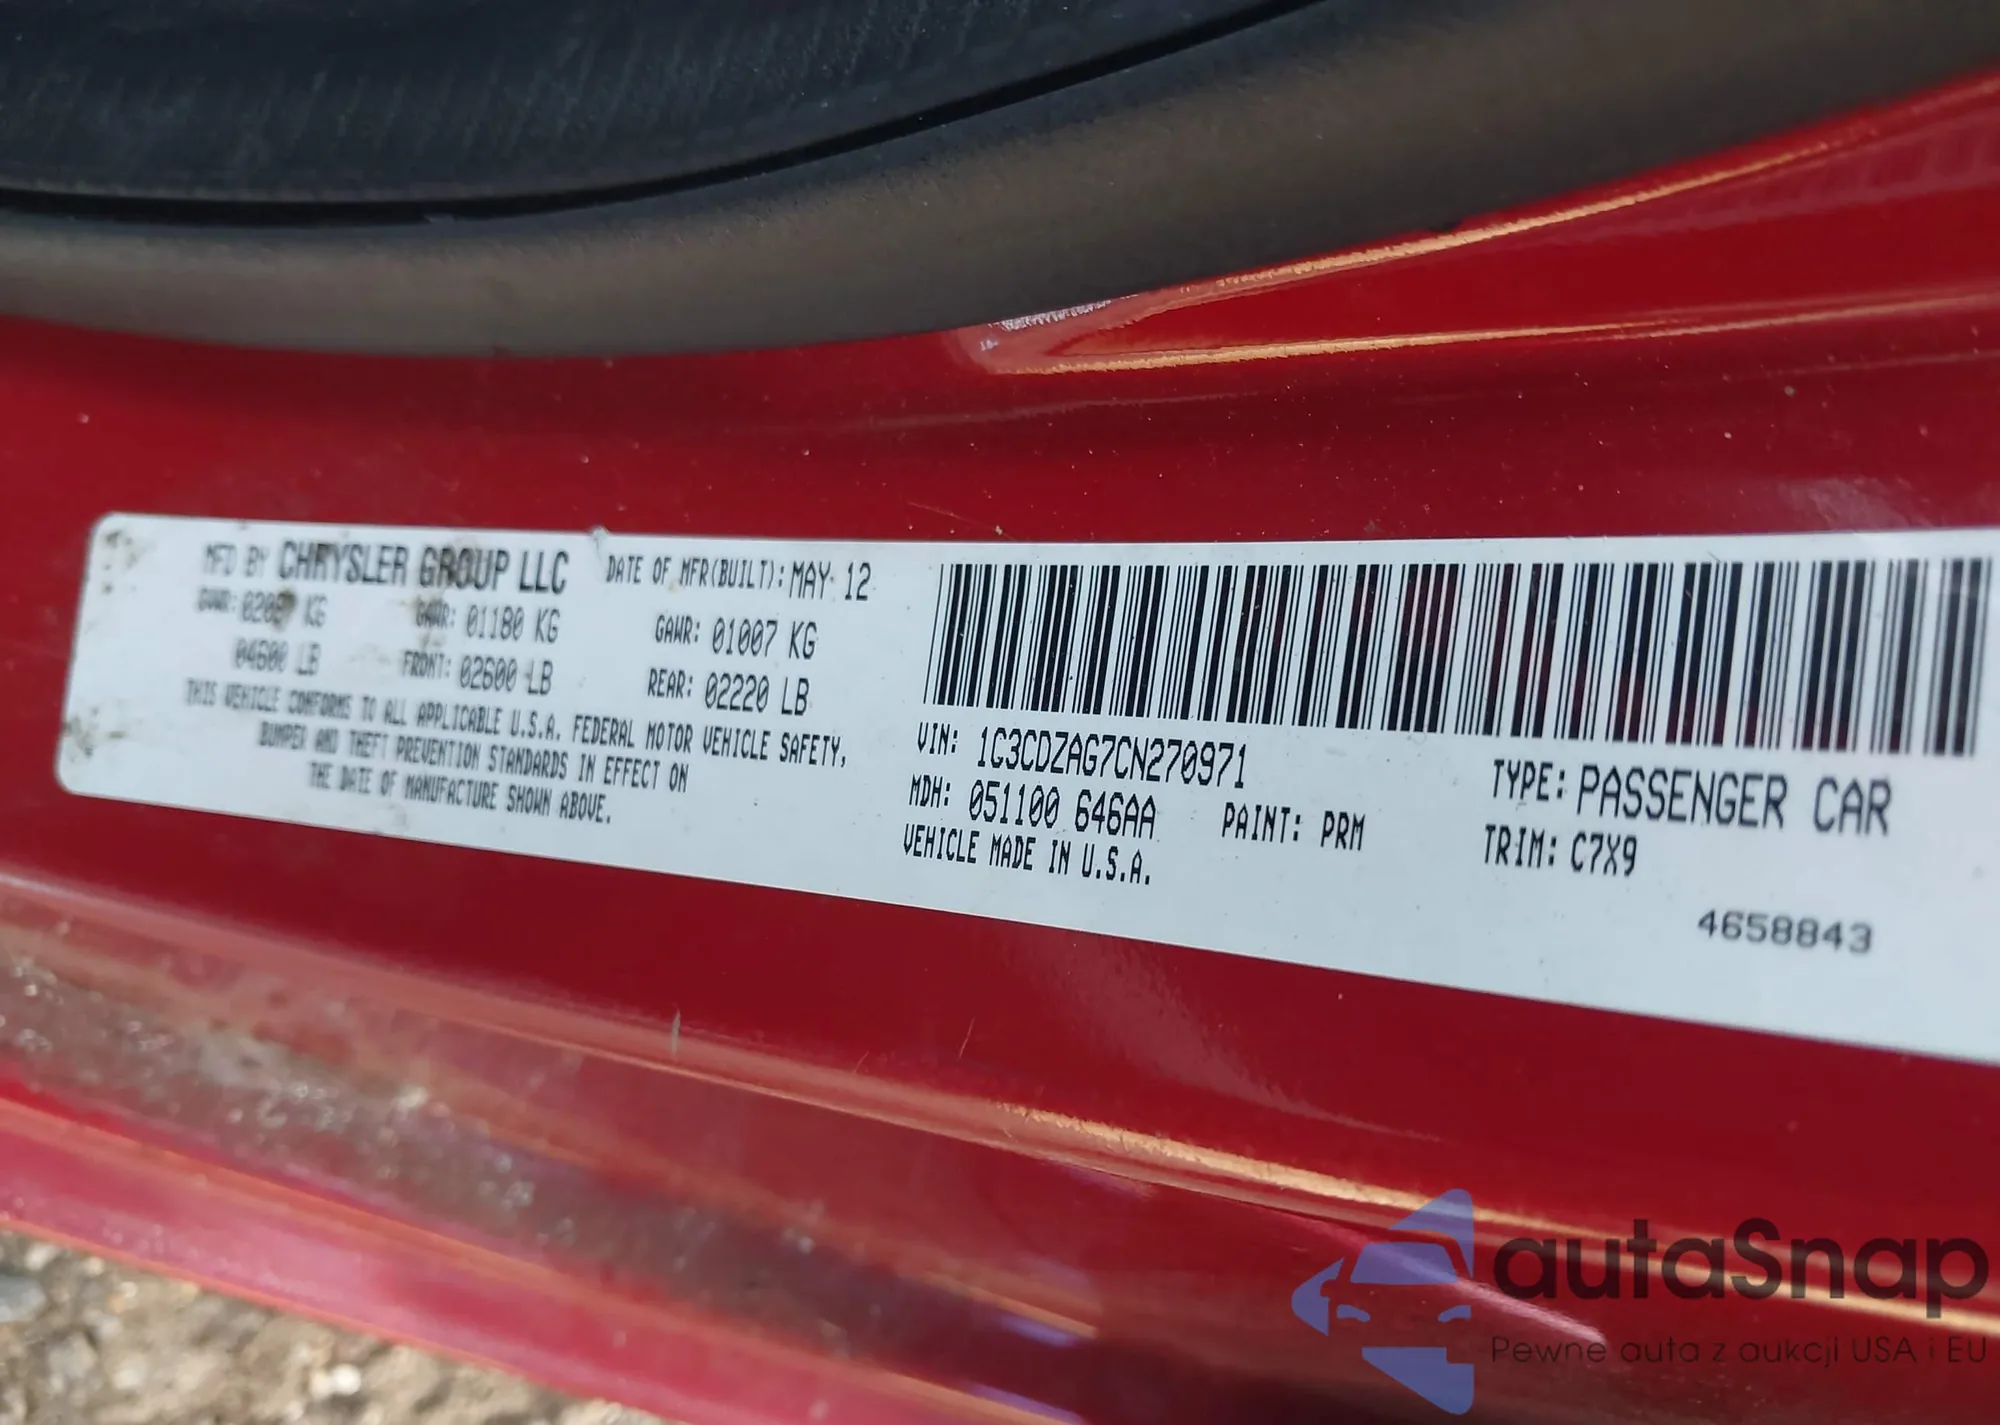 MFD BY CHRYSLER GROUP LLC DATE OF MFR(BUILT): MAY 12
GVWR: KG GAWR: 01180 KG GAWR: 01007 KG
04600 LB FRONT: 02600 LB REAR: 02220 LB
THIS VEHICLE CONFORMS TO ALL APPLICABLE U.S.A. FEDERAL MOTOR VEHICLE SAFETY,
BUMPER AND THEFT PREVENTION STANDARDS IN EFFECT ON
THE DATE OF MANUFACTURE SHOWN ABOVE.
VIN: 1C3CDZAG7CN270971
TYPE: PASSENGER CAR
MDH: 051100 646AA PAINT: PRM TRIM: C7X9
VEHICLE MADE IN U.S.A.
4658843
autaSnap
Pewne auta z aukcji USA i EU